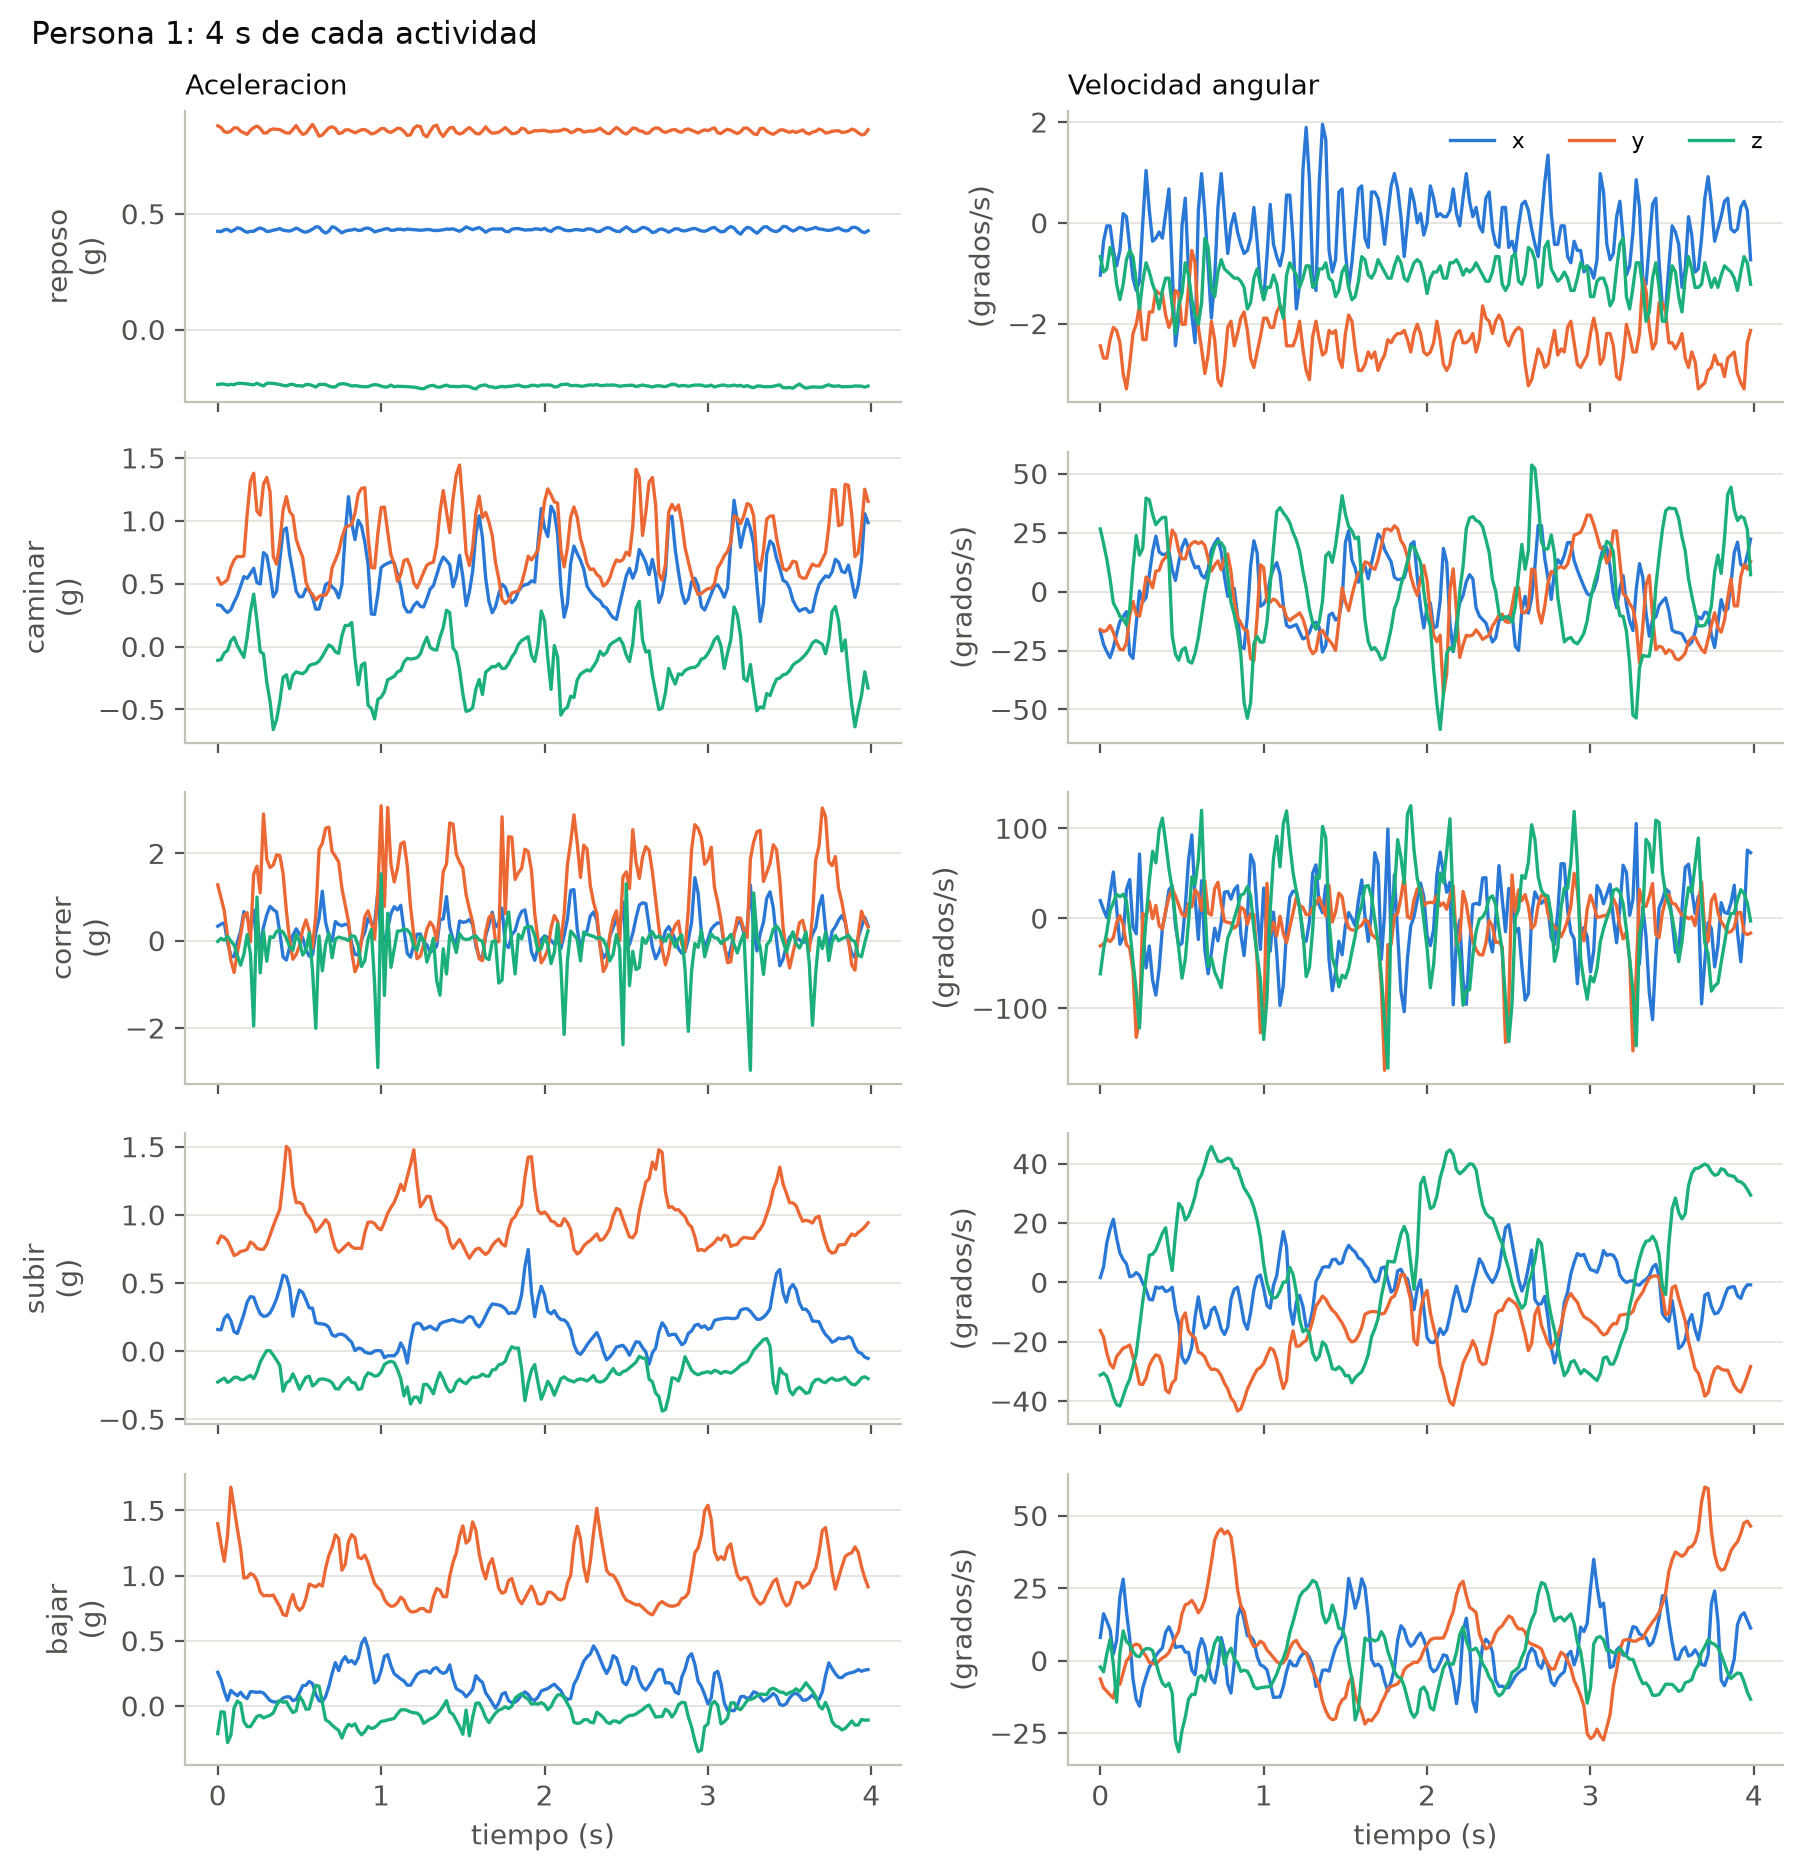 Persona 1: 4 s de cada actividad
Aceleracion
Velocidad angular
reposo
(g)
0.5
0.0
(grados/s)
2
0
−2
x y z
caminar
(g)
1.5
1.0
0.5
0.0
−0.5
(grados/s)
50
25
0
−25
−50
correr
(g)
2
0
−2
(grados/s)
100
0
−100
subir
(g)
1.5
1.0
0.5
0.0
−0.5
(grados/s)
40
20
0
−20
−40
bajar
(g)
1.5
1.0
0.5
0.0
0 1 2 3 4
tiempo (s)
(grados/s)
50
25
0
−25
0 1 2 3 4
tiempo (s)